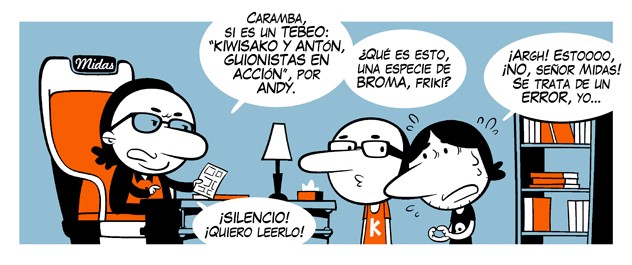 Midas
CARAMBA,
SI ES UN TEBEO:
"KIWISAKO Y ANTÓN,
GUIONISTAS EN
ACCIÓN", POR
ANDY.
¿QUÉ ES ESTO,
UNA ESPECIE DE
BROMA, FRIKI?
¡ARGH! ESTOOOO,
¡NO, SEÑOR MIDAS!
SE TRATA DE UN
ERROR, YO...
¡SILENCIO!
¡QUIERO LEERLO!
K